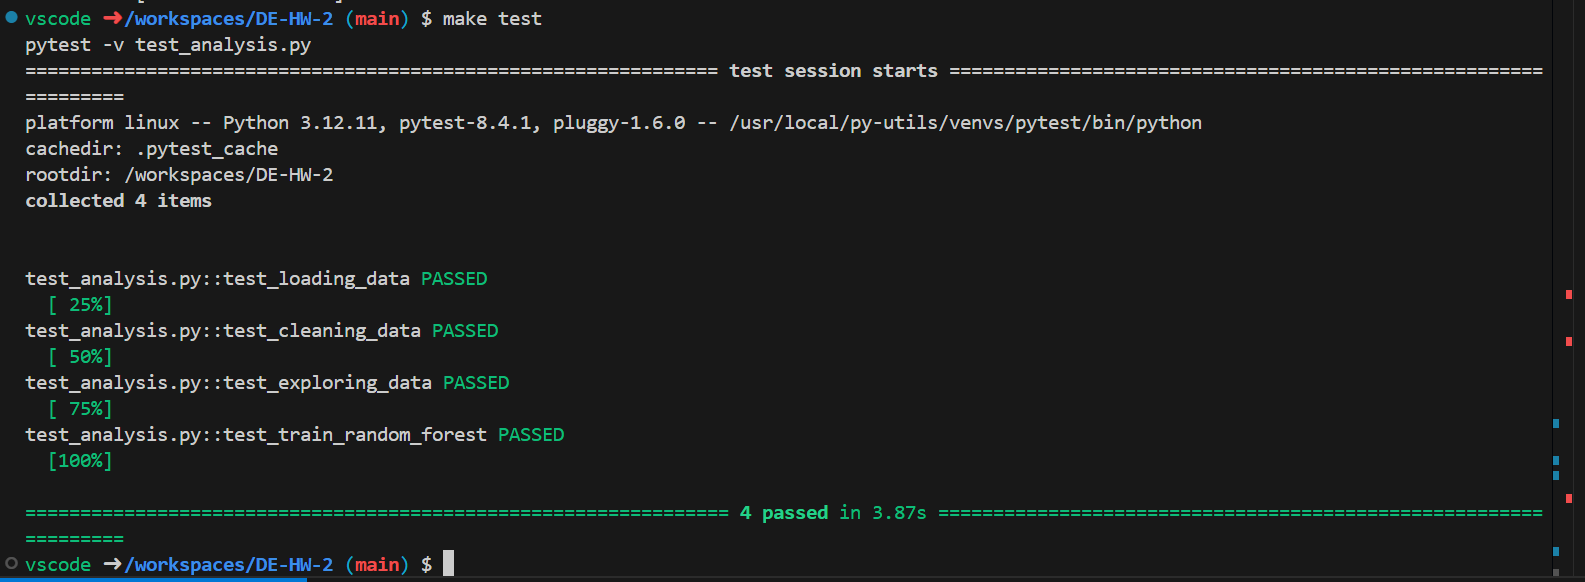 vscode ➜/workspaces/DE-HW-2 (main) $ make test
pytest -v test_analysis.py
=============================================================== test session starts ======================================================
=========
platform linux -- Python 3.12.11, pytest-8.4.1, pluggy-1.6.0 -- /usr/local/py-utils/venvs/pytest/bin/python
cachedir: .pytest_cache
rootdir: /workspaces/DE-HW-2
collected 4 items
test_analysis.py::test_loading_data PASSED
[ 25%]
test_analysis.py::test_cleaning_data PASSED
[ 50%]
test_analysis.py::test_exploring_data PASSED
[ 75%]
test_analysis.py::test_train_random_forest PASSED
[100%]
================================================================ 4 passed in 3.87s =======================================================
=========
vscode ➜/workspaces/DE-HW-2 (main) $